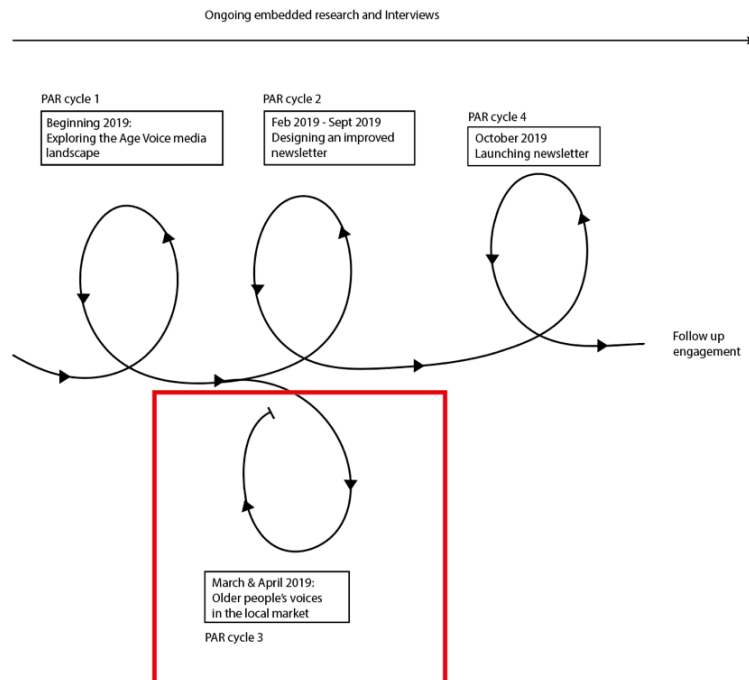 Ongoing embedded research and Interviews
PAR cycle 1
Beginning 2019:
Exploring the Age Voice media
landscape
PAR cycle 2
Feb 2019 - Sept 2019
Designing an improved
newsletter
PAR cycle 4
October 2019
Launching newsletter
Follow up
engagement
March & April 2019:
Older people's voices
in the local market
PAR cycle 3